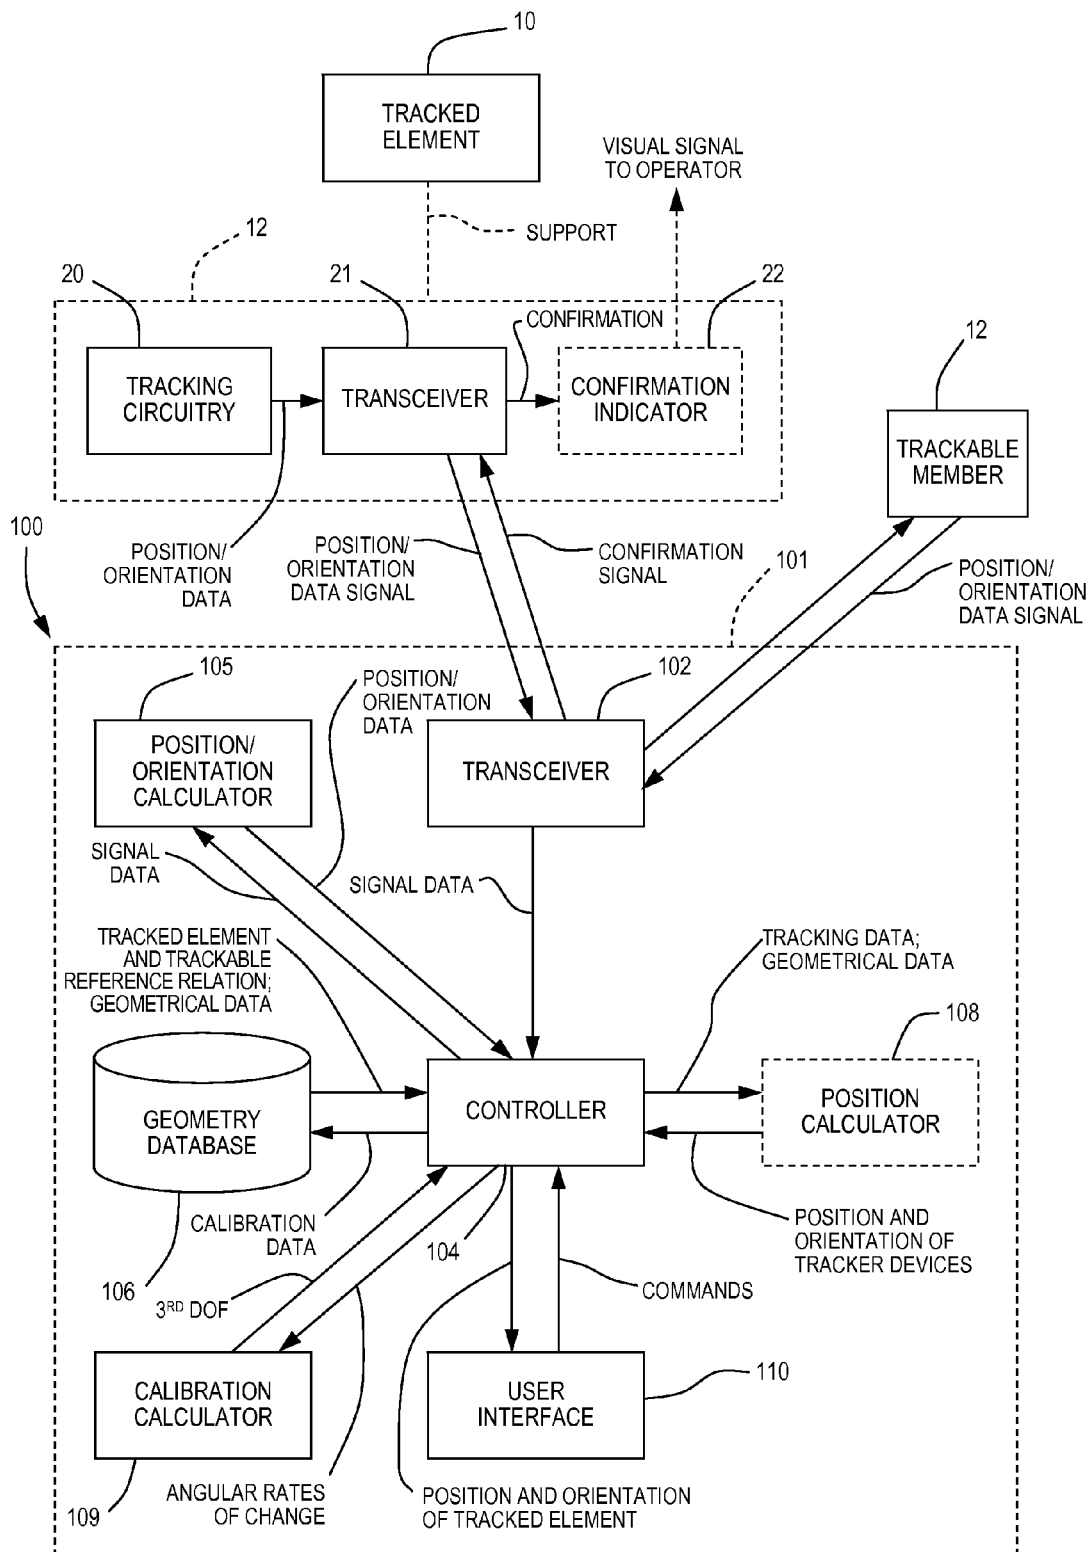 10
TRACKED
ELEMENT
VISUAL SIGNAL
TO OPERATOR
12
SUPPORT
20
21
22
CONFIRMATION
12
TRACKING
CIRCUITRY
TRANSCEIVER
CONFIRMATION
INDICATOR
TRACKABLE
MEMBER
100
POSITION/
ORIENTATION
DATA
POSITION/
ORIENTATION
DATA SIGNAL
CONFIRMATION
SIGNAL
101
POSITION/
ORIENTATION
DATA SIGNAL
105
POSITION/
ORIENTATION
DATA
102
POSITION/
ORIENTATION
CALCULATOR
TRANSCEIVER
SIGNAL
DATA
SIGNAL DATA
TRACKED ELEMENT
AND TRACKABLE
REFERENCE RELATION;
GEOMETRICAL DATA
TRACKING DATA;
GEOMETRICAL DATA
108
GEOMETRY
DATABASE
CONTROLLER
POSITION
CALCULATOR
CALIBRATION
DATA
104
POSITION AND
ORIENTATION OF
TRACKER DEVICES
106
3RD DOF
COMMANDS
CALIBRATION
CALCULATOR
USER
INTERFACE
110
109
ANGULAR RATES
OF CHANGE
POSITION AND ORIENTATION
OF TRACKED ELEMENT